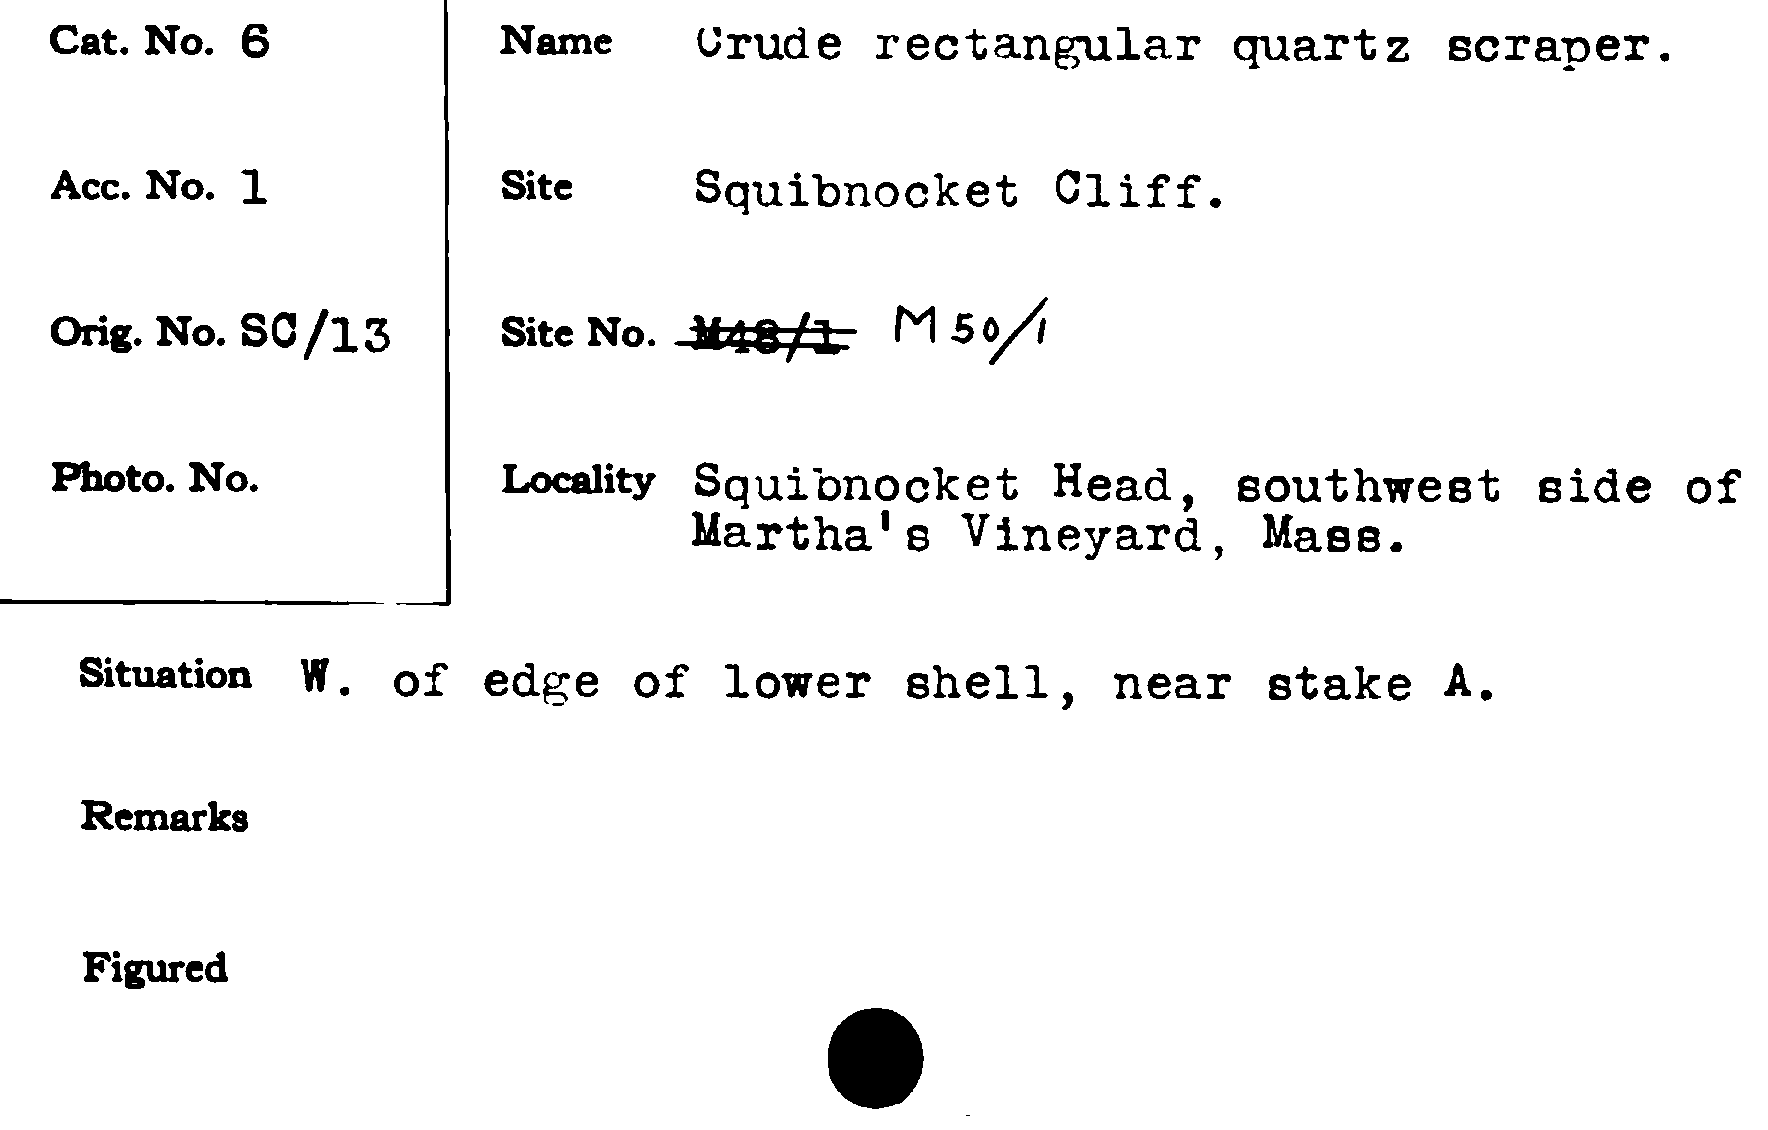 Cat. No. 6
Name Crude rectangular quartz scraper.
Acc. No. 1
Site Squibnocket Cliff.
Orig. No. SC/13
Site No. M48/1 M50/1
Photo. No.
Locality Squibnocket Head, southwest side of
Martha's Vineyard, Mass.
Situation W. of edge of lower shell, near stake A.
Remarks
Figured